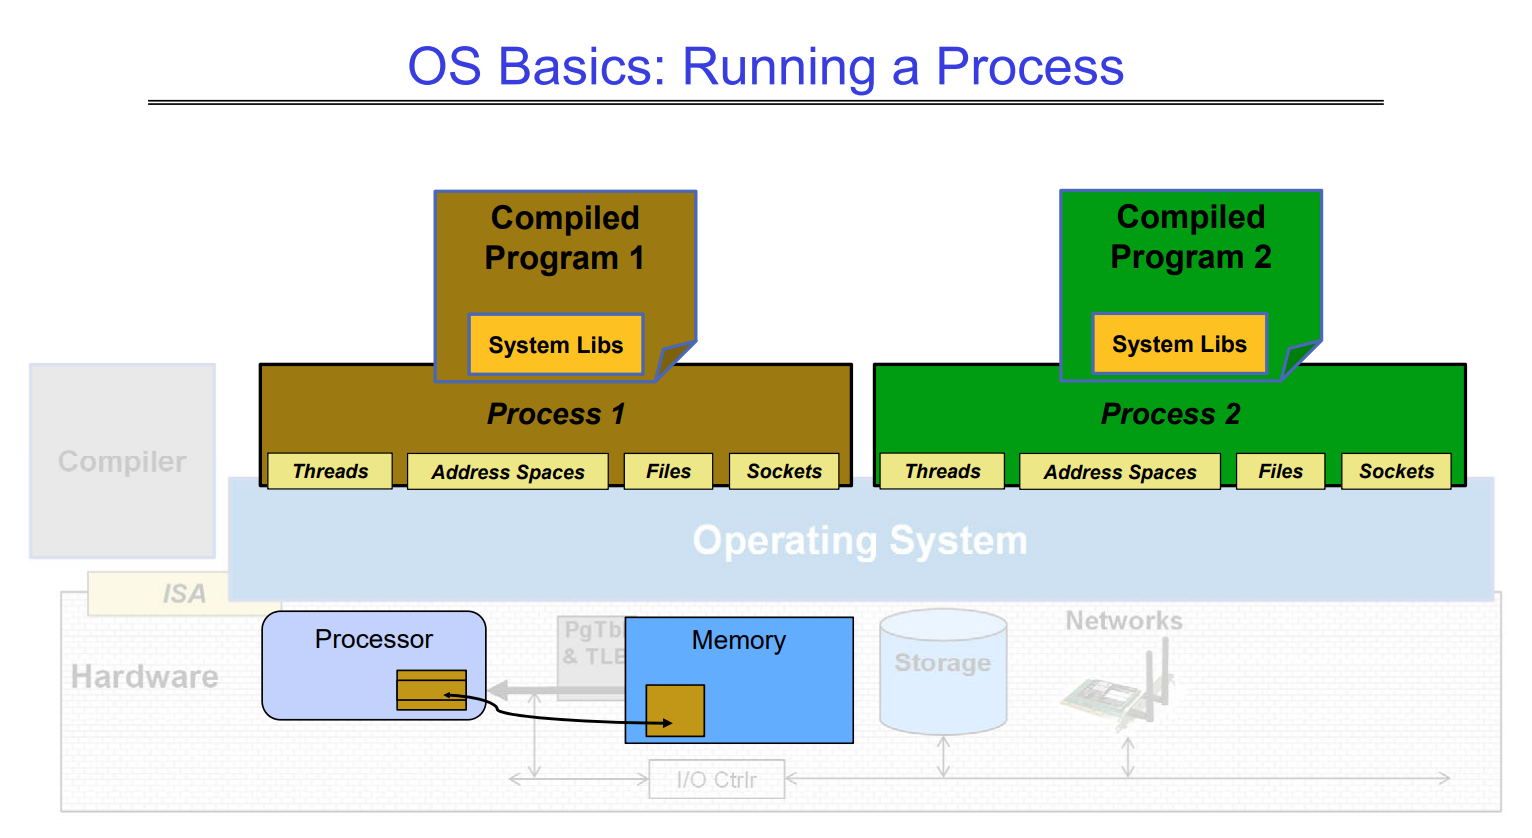 OS Basics: Running a Process
Compiled
Program 1
System Libs
Compiled
Program 2
System Libs
Process 1
Threads
Address Spaces
Files
Sockets
Process 2
Threads
Address Spaces
Files
Sockets
Compiler
Operating System
ISA
Hardware
Processor
PgTb
& TLB
Memory
Storage
Networks
I/O Ctrlr